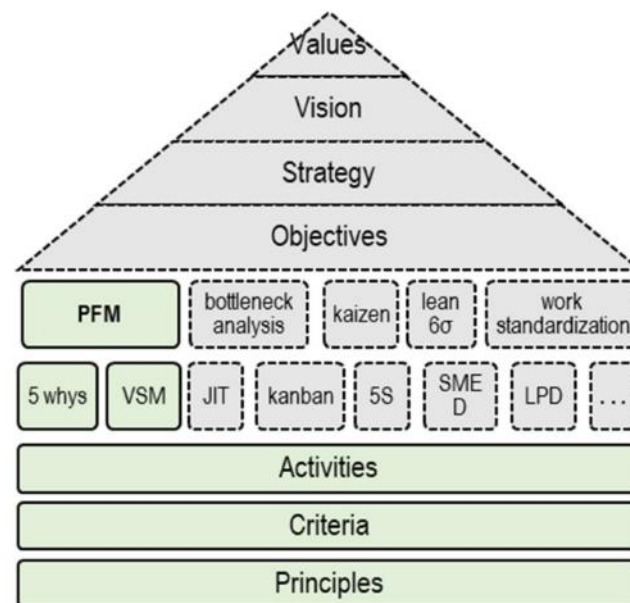 Values
Vision
Strategy
Objectives
PFM
bottleneck
analysis
kaizen
lean
6σ
work
standardization
5 whys
VSM
JIT
kanban
5S
SME
D
LPD
...
Activities
Criteria
Principles